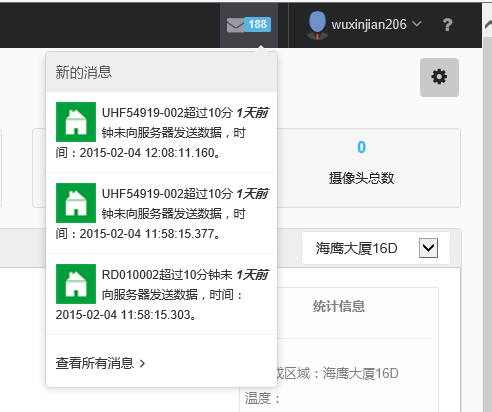 188
wuxinjian206
?
新的消息
UHF54919-002超过10分 1天前
钟未向服务器发送数据，时
间：2015-02-04 12:08:11.160。
UHF54919-002超过10分 1天前
钟未向服务器发送数据，时
间：2015-02-04 11:58:15.377。
RD010002超过10分钟未 1天前
向服务器发送数据，时间：
2015-02-04 11:58:15.303。
查看所有消息
0
摄像头总数
海鹰大厦16D
统计信息
区域：海鹰大厦16D
温度：